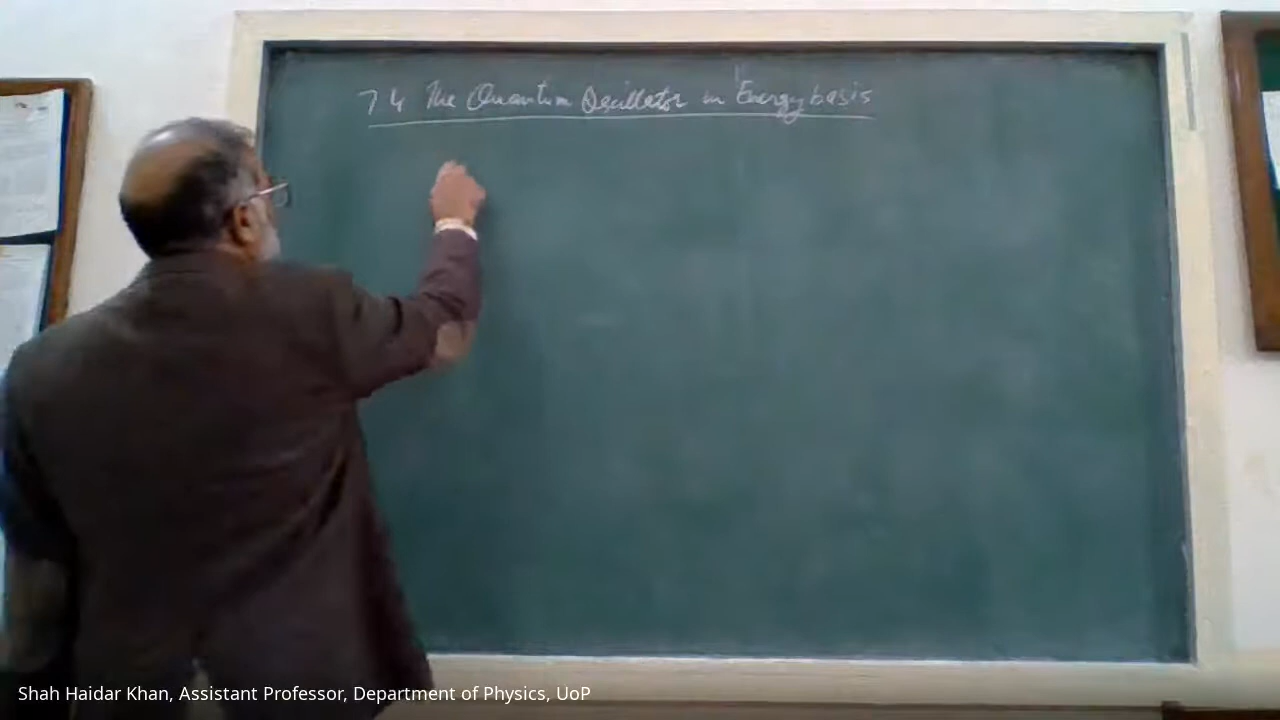 7 4 The Quantum Oscillator in Energy basis
Shah Haidar Khan, Assistant Professor, Department of Physics, UoP